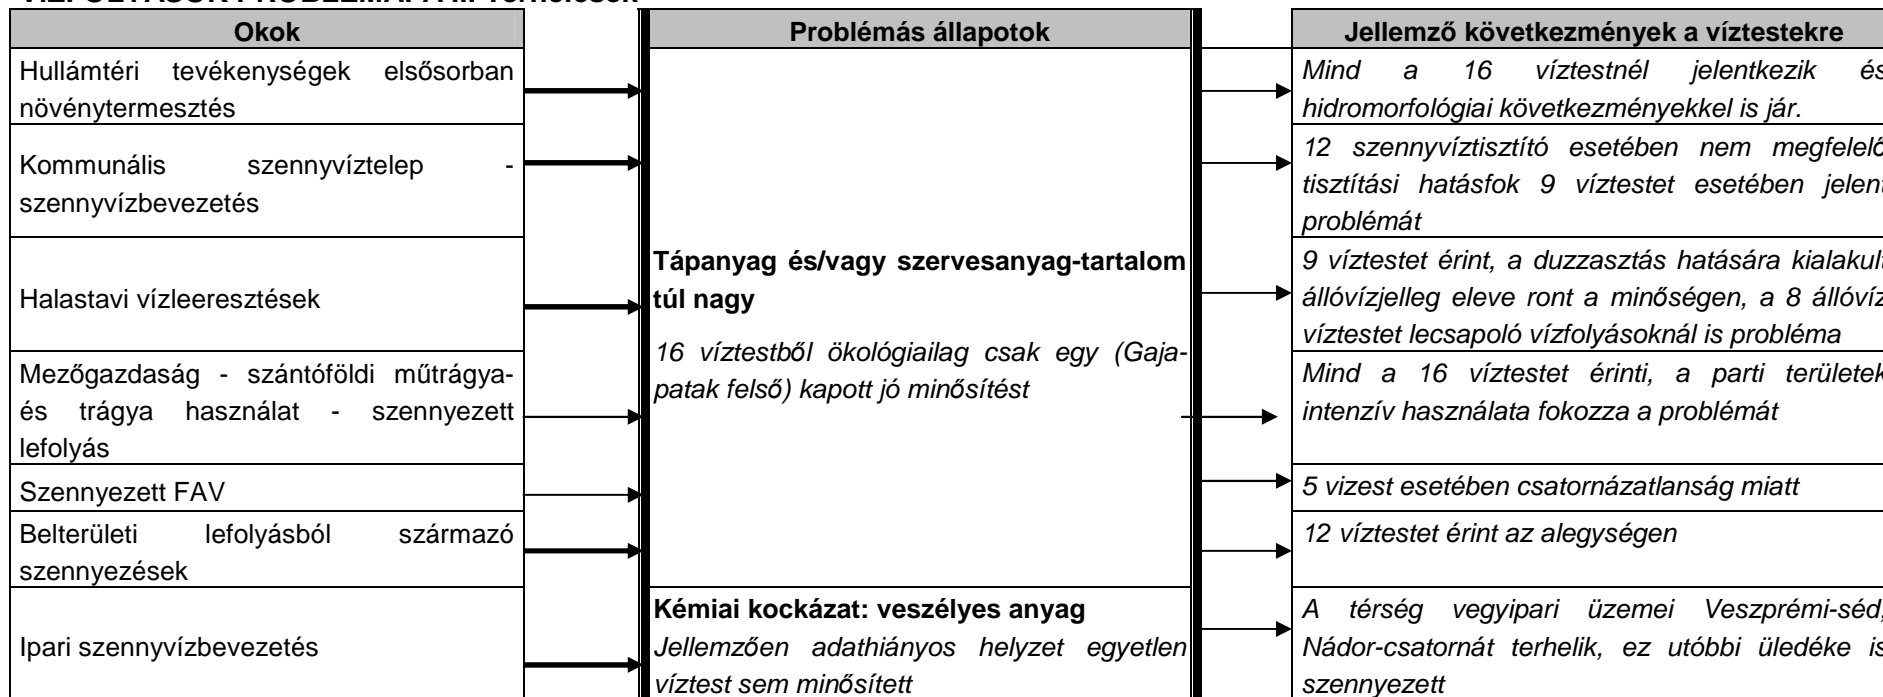 Okok
Hullámtéri tevékenységek elsősorban
növénytermesztés
Kommunális szennyvíztelep -
szennyvízbevezetés
Halastavi vízleeresztések
Mezőgazdaság - szántóföldi műtrágya-
és trágya használat - szennyezett
lefolyás
Szennyezett FAV
Belterületi lefolyásból származó
szennyezések
Ipari szennyvízbevezetés
Problémás állapotok
Tápanyag és/vagy szervesanyag-tartalom
túl nagy
16 víztestből ökológiailag csak egy (Gaja-
patak felső) kapott jó minősítést
Kémiai kockázat: veszélyes anyag
Jellemzően adathiányos helyzet egyetlen
víztest sem minősített
Jellemző következmények a víztestekre
Mind a 16 víztestnél jelentkezik és
hidromorfológiai következményekkel is jár.
12 szennyvíztisztító esetében nem megfelelő
tisztítási hatásfok 9 víztestet esetében jelent
problémát
9 víztestet érint, a duzzasztás hatására kialakult
állóvízjelleg eleve ront a minőségen, a 8 állóvíz
víztestet lecsapoló vízfolyásoknál is probléma
Mind a 16 víztestet érinti, a parti területek
intenzív használata fokozza a problémát
5 vizest esetében csatornázatlanság miatt
12 víztestet érint az alegységen
A térség vegyipari üzemei Veszprémi-séd,
Nádor-csatornát terhelik, ez utóbbi üledéke is
szennyezett